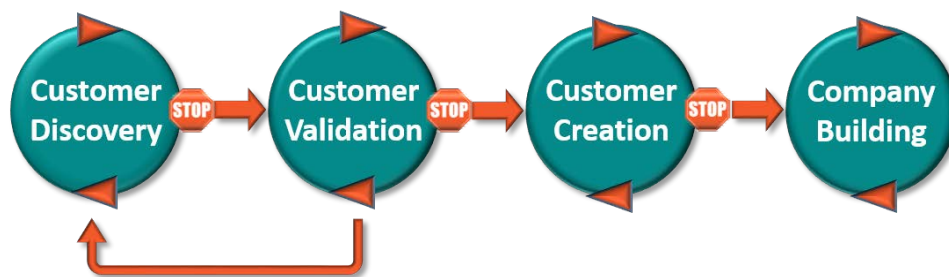 Customer
Discovery
STOP
Customer
Validation
STOP
Customer
Creation
STOP
Company
Building